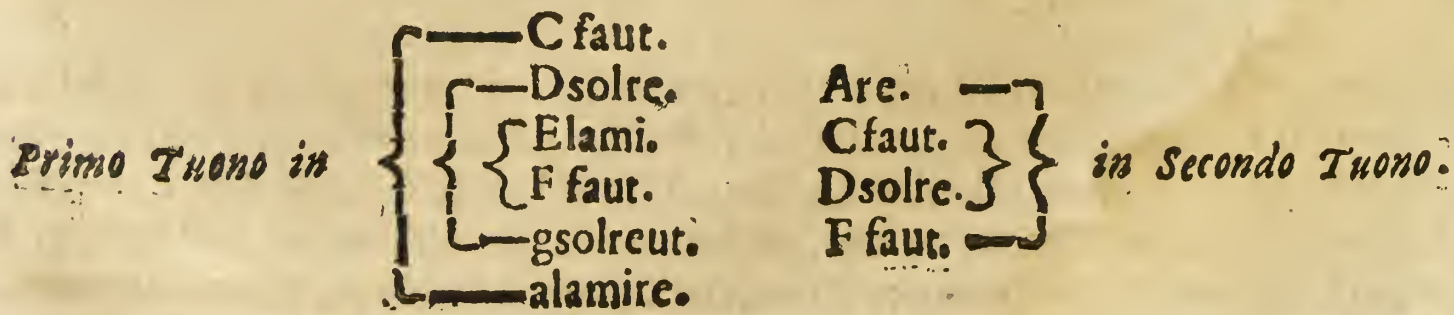 Primo Tuono in
C faut.
Dsolre.
Elami.
F faut.
gsolreut.
alamire.
Are.
Cfaut.
Dsolre.
F faut.
in Secondo Tuono.